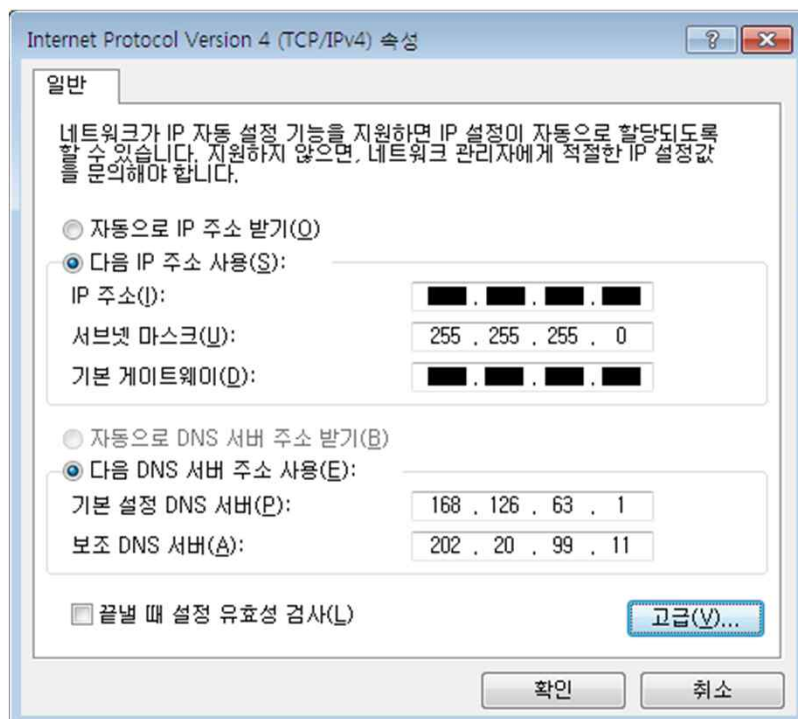 Internet Protocol Version 4 (TCP/IPv4) 속성
일반
네트워크가 IP 자동 설정 기능을 지원하면 IP 설정이 자동으로 할당되도록
할 수 있습니다. 지원하지 않으면, 네트워크 관리자에게 적절한 IP 설정값
을 문의해야 합니다.
자동으로 IP 주소 받기(O)
다음 IP 주소 사용(S):
IP 주소(I): . . .
서브넷 마스크(U): 255 . 255 . 255 . 0
기본 게이트웨이(D): . . .
자동으로 DNS 서버 주소 받기(B)
다음 DNS 서버 주소 사용(E):
기본 설정 DNS 서버(P): 168 . 126 . 63 . 1
보조 DNS 서버(A): 202 . 20 . 99 . 11
끝낼 때 설정 유효성 검사(L) 고급(V)...
확인 취소